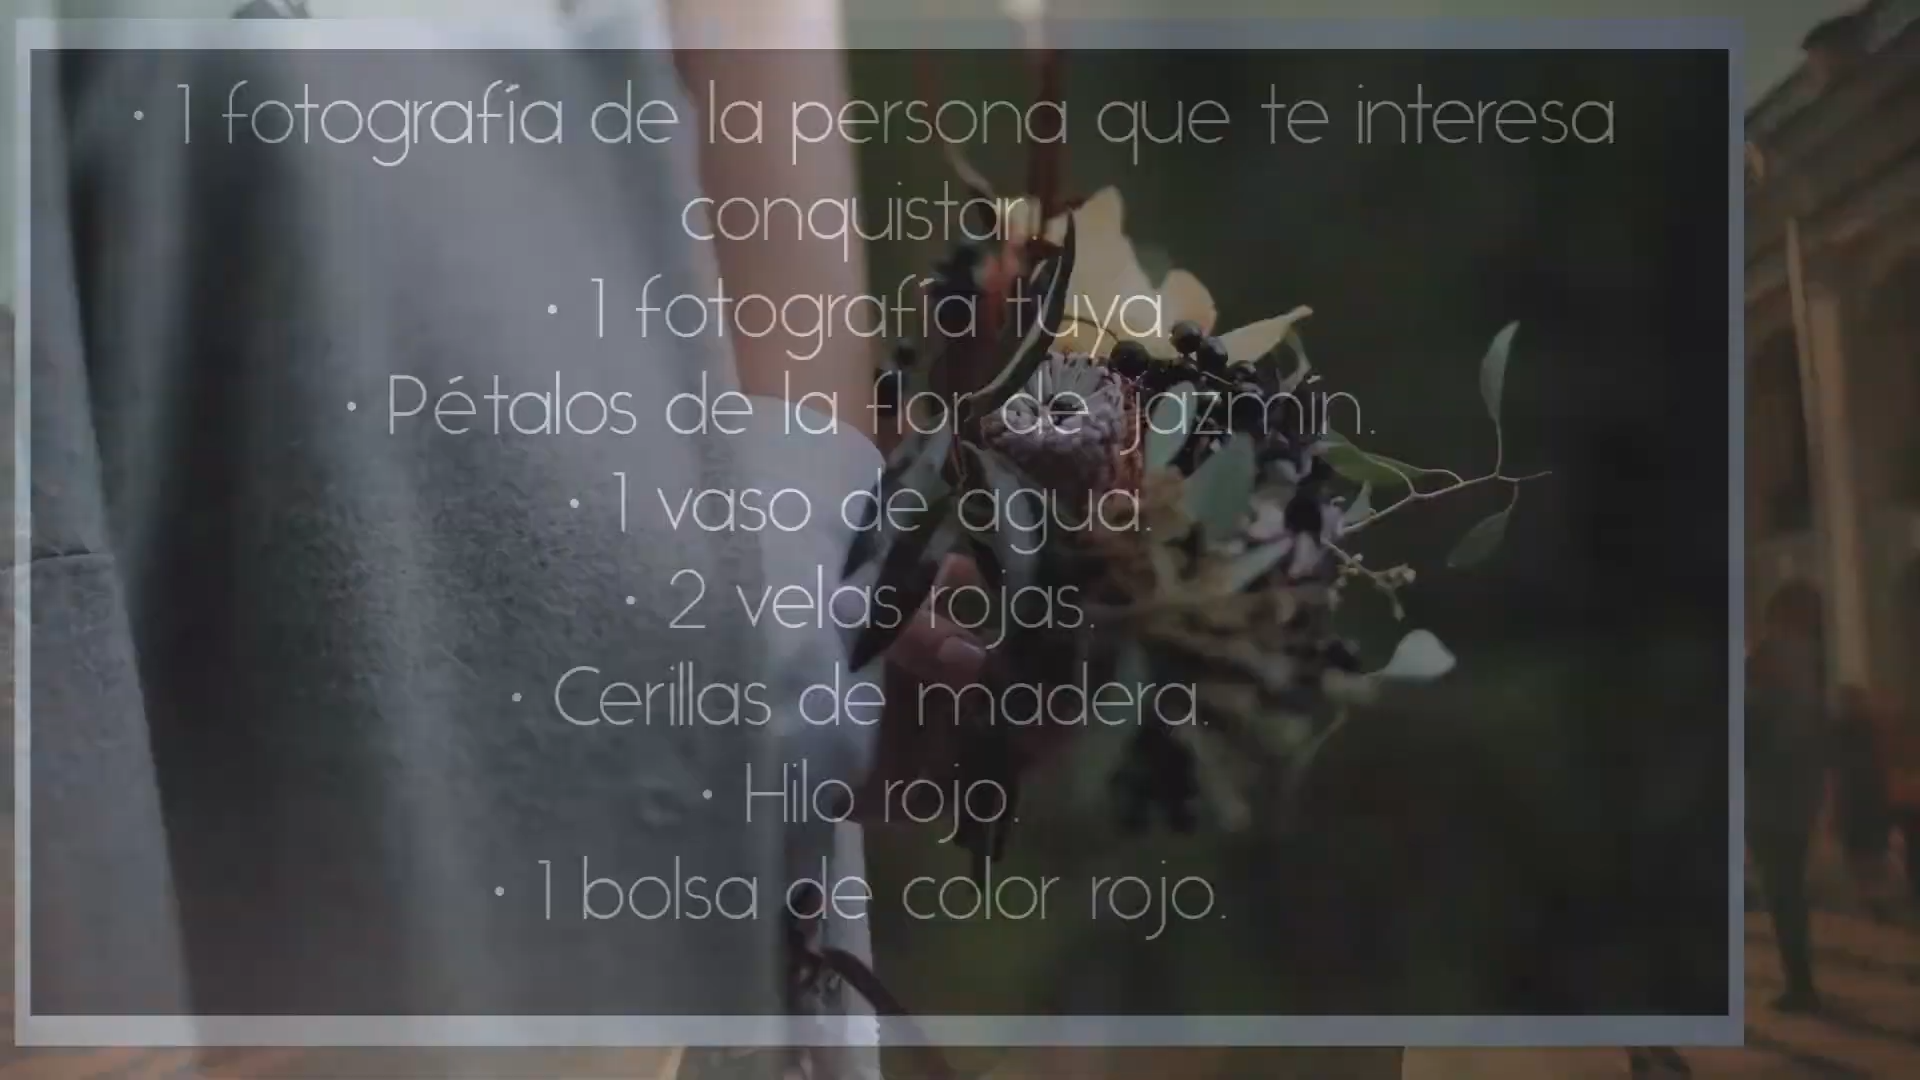 • 1 fotografía de la persona que te interesa
conquistar.
• 1 fotografía tuya.
• Pétalos de la flor de jazmín.
• 1 vaso de agua.
• 2 velas rojas.
• Cerillas de madera.
• Hilo rojo.
• 1 bolsa de color rojo.